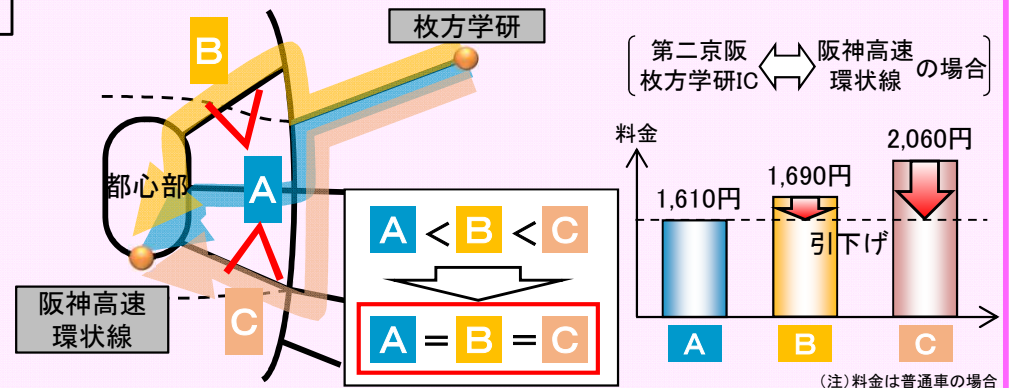 枚方学研
B
都心部
A
C
阪神高速
環状線
A < B < C
A = B = C
第二京阪
枚方学研IC
阪神高速
環状線
の場合
料金
1,610円
1,690円
2,060円
引下げ
A
B
C
(注)料金は普通車の場合